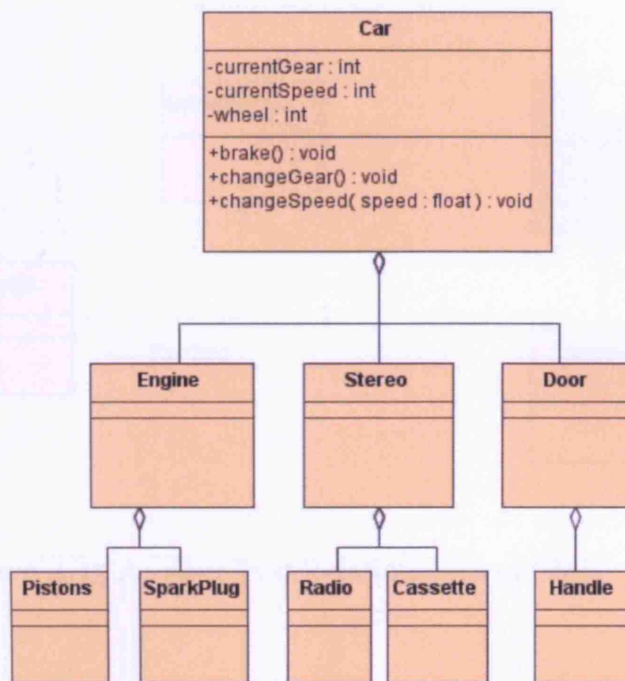 Car
-currentGear : int
-currentSpeed : int
-wheel : int
+brake() : void
+changeGear() : void
+changeSpeed( speed : float ) : void
Engine
Stereo
Door
Pistons
SparkPlug
Radio
Cassette
Handle